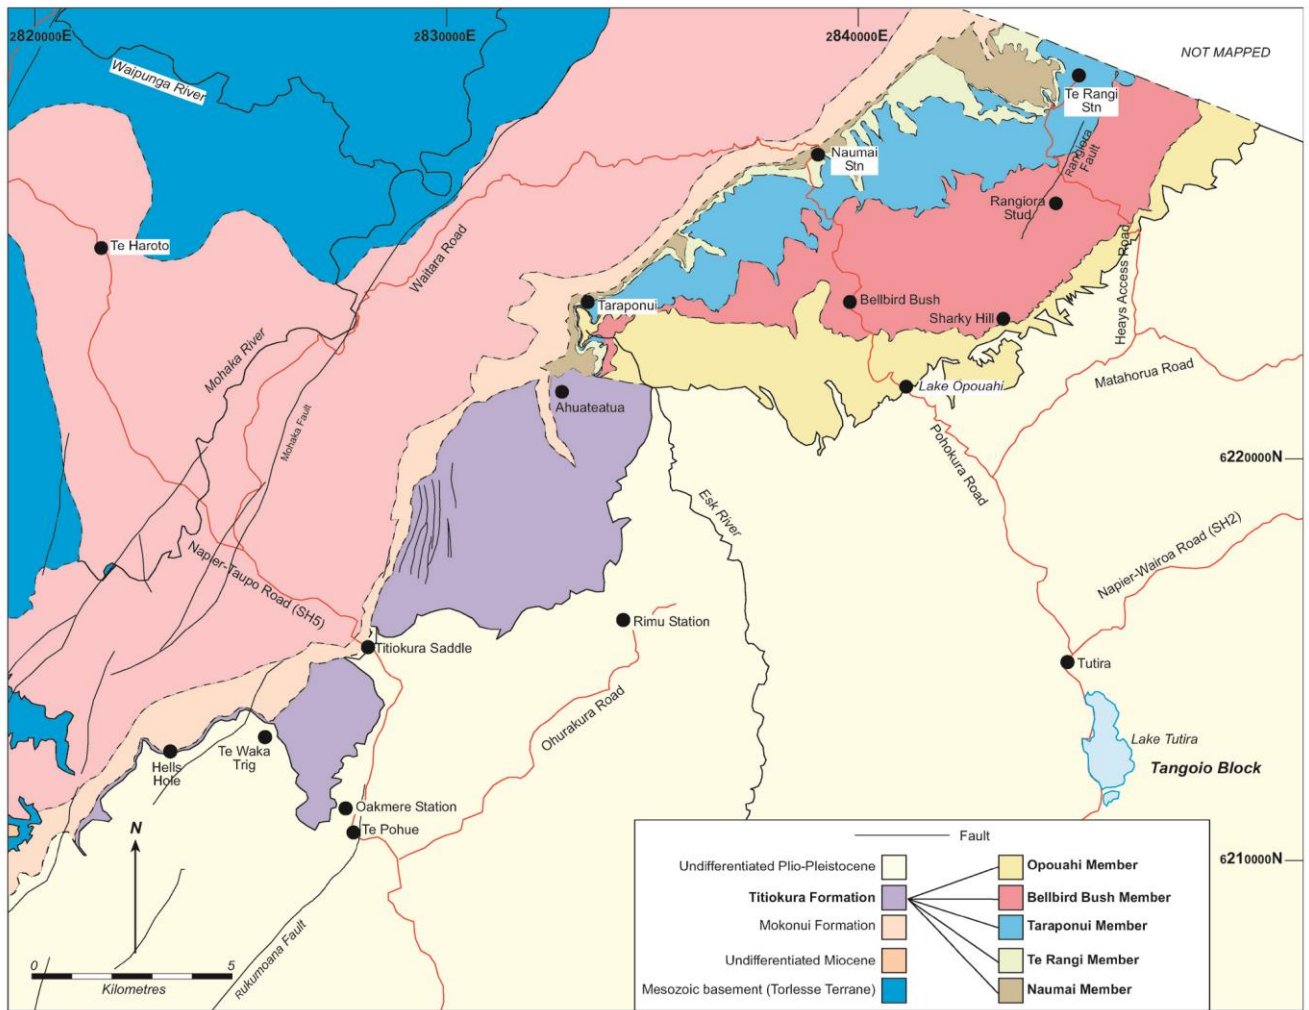 2820000E
2830000E
2840000E
NOT MAPPED
Waipunga River
Te Rangi
Stn
Naumai
Stn
Rangiora
Fault
Rangiora
Stud
Te Haroto
Waitara Road
Heays Access Road
Taraponui
Bellbird Bush
Sharky Hill
Mohaka River
Matahorua Road
Lake Opouahi
Mohaka Fault
Ahuateatua
Pohokura Road
6220000N
Esk River
Napier-Wairoa Road (SH2)
Napier-Taupo Road (SH5)
Rimu Station
Titiokura Saddle
Tutira
Ohurakura Road
Te Waka
Trig
Hells
Hole
Lake Tutira
Tangoio Block
Oakmere Station
Te Pohue
N
Rukumoana Fault
0 5
Kilometres
6210000N
Fault
Undifferentiated Plio-Pleistocene
Titiokura Formation
Mokonui Formation
Undifferentiated Miocene
Mesozoic basement (Torlesse Terrane)
Opouahi Member
Bellbird Bush Member
Taraponui Member
Te Rangi Member
Naumai Member